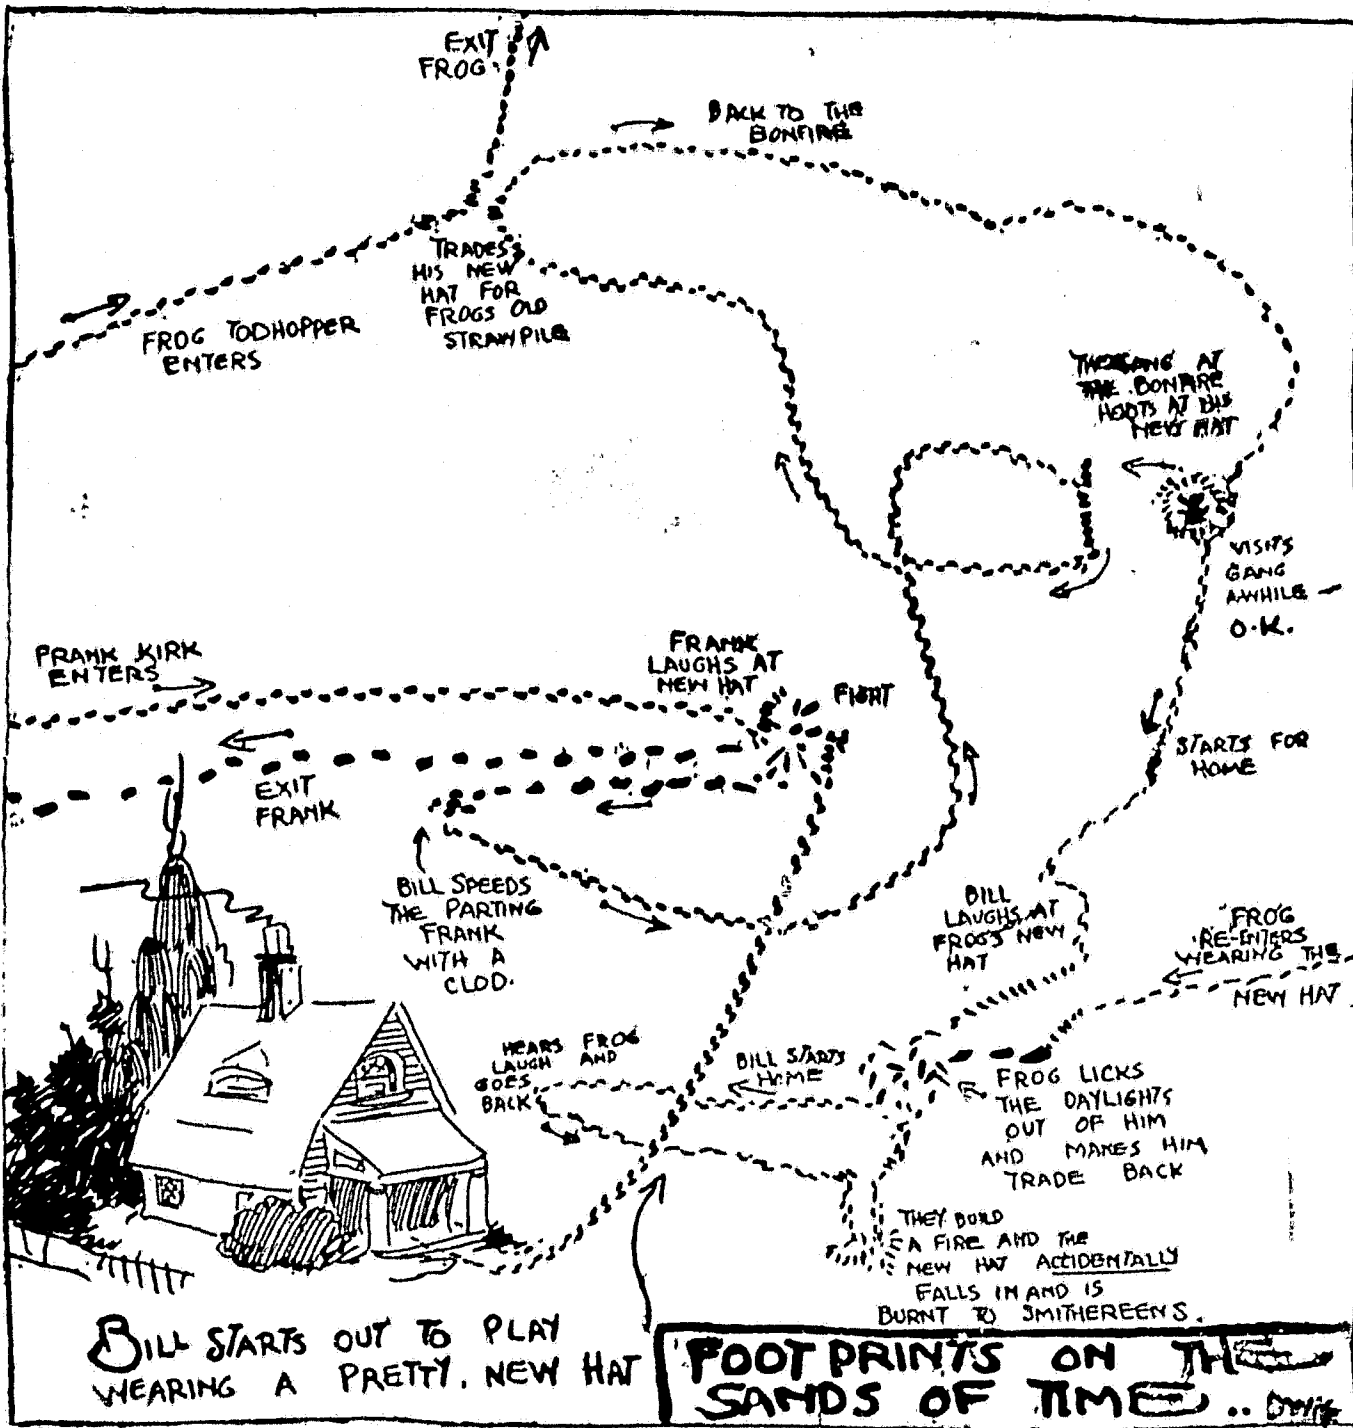 EXIT
FROG.
BACK TO THE
BONFIRE
TRADES
HIS NEW
HAT FOR
FROGS OLD
STRAWPILE
FROG TODHOPPER
ENTERS
THE GANG AT
THE BONFIRE
HOOTS AT HIS
NEW HAT
VISITS
GANG
AWHILE —
O.K.
FRANK KIRK
ENTERS
FRANK
LAUGHS AT
NEW HAT
FIGHT
STARTS FOR
HOME
EXIT
FRANK
BILL SPEEDS
THE PARTING
FRANK
WITH A
CLOD.
BILL
LAUGHS AT
FROG'S NEW
HAT
FROG
RE-ENTERS
WEARING THE
NEW HAT
HEARS FROG
LAUGH AND
GOES
BACK
BILL STARTS
HOME
FROG LICKS
THE DAYLIGHTS
OUT OF HIM
AND MAKES HIM
TRADE BACK
THEY BUILD
A FIRE AND THE
NEW HAT ACCIDENTALLY
FALLS IN AND IS
BURNT TO SMITHEREENS.
BILL STARTS OUT TO PLAY
WEARING A PRETTY. NEW HAT
FOOTPRINTS ON THE
SANDS OF TIME..